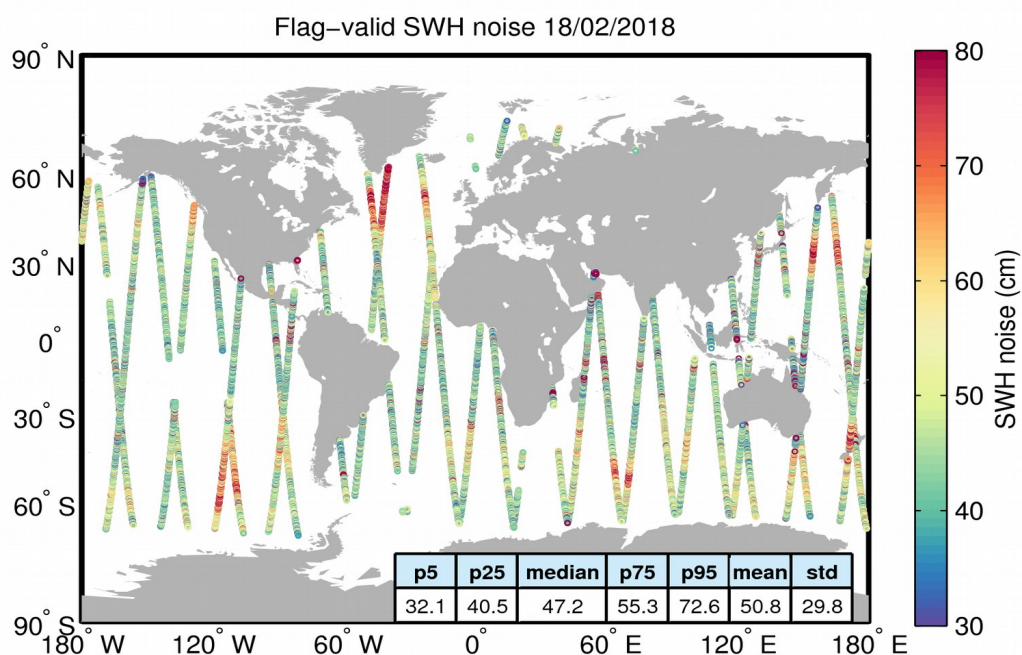 Flag-valid SWH noise 18/02/2018
90° N
60° N
30° N
0°
30° S
60° S
90° S
180° W
120° W
60° W
0°
60° E
120° E
180° E
80
70
60
50
40
30
SWH noise (cm)
p5 p25 median p75 p95 mean std
32.1 40.5 47.2 55.3 72.6 50.8 29.8